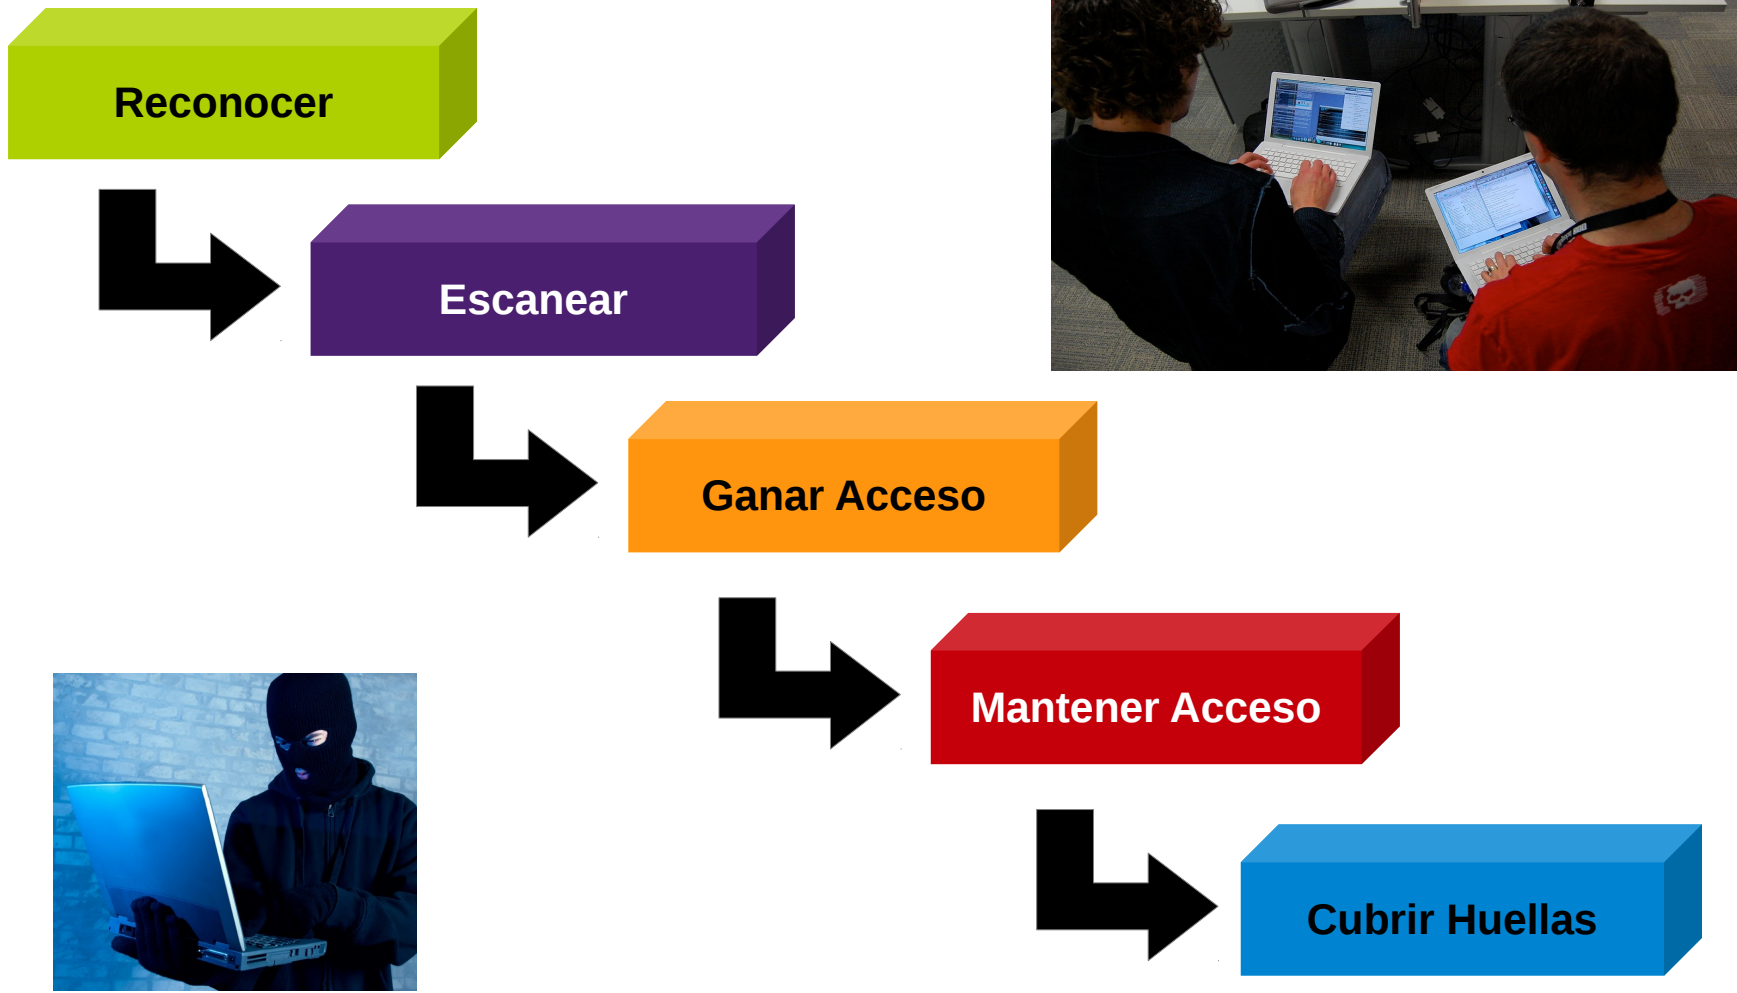 Reconocer
Escanear
Ganar Acceso
Mantener Acceso
Cubrir Huellas